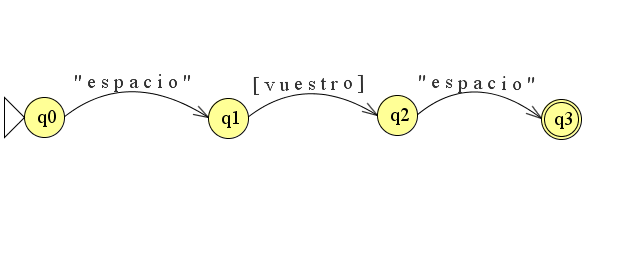 "espacio" [vuestro] "espacio"
q0 q1 q2 q3